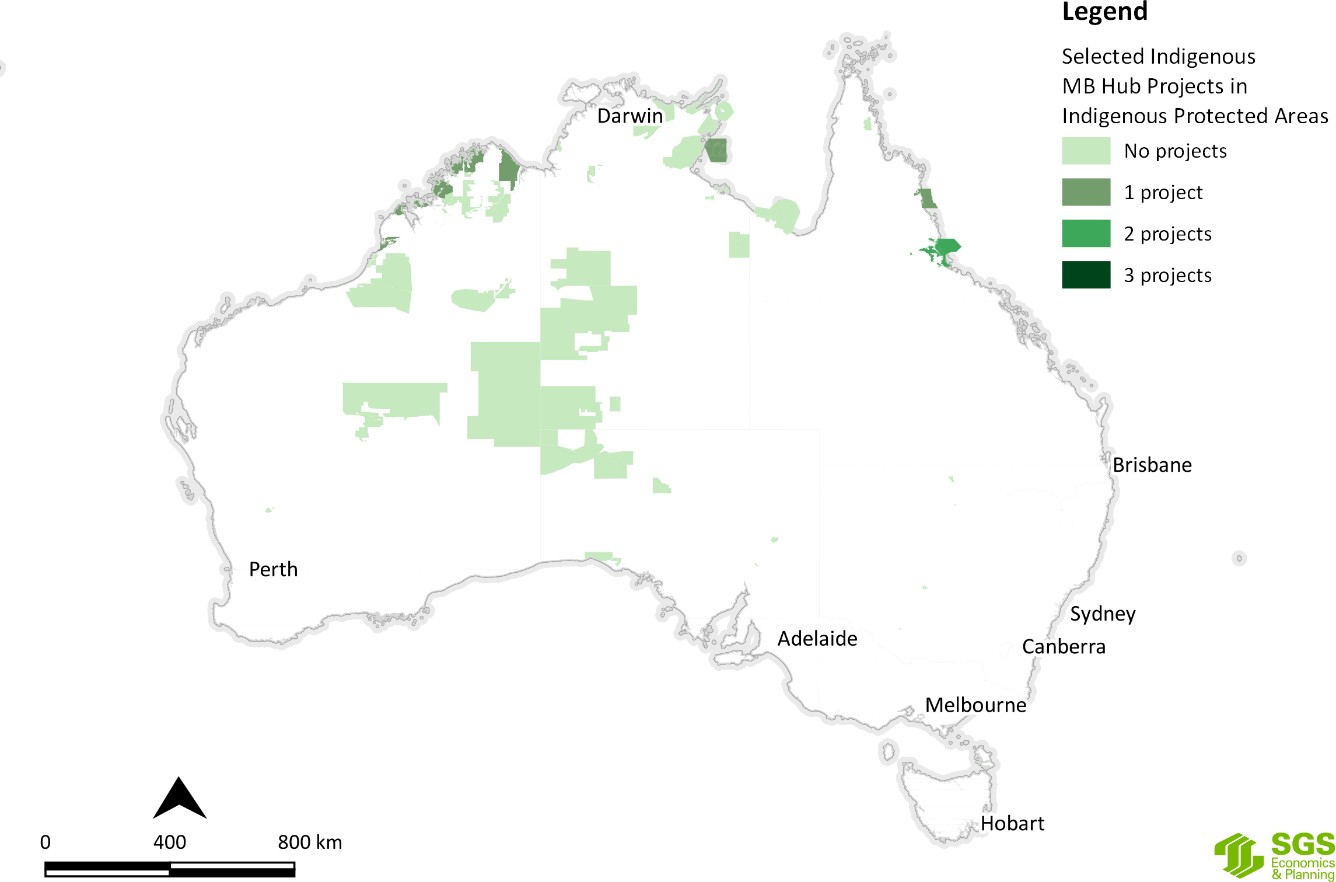 Legend
Selected Indigenous
MB Hub Projects in
Indigenous Protected Areas
No projects
1 project
2 projects
3 projects
Darwin
Brisbane
Perth
Sydney
Adelaide
Canberra
Melbourne
Hobart
0 400 800 km
SGS
Economics
& Planning